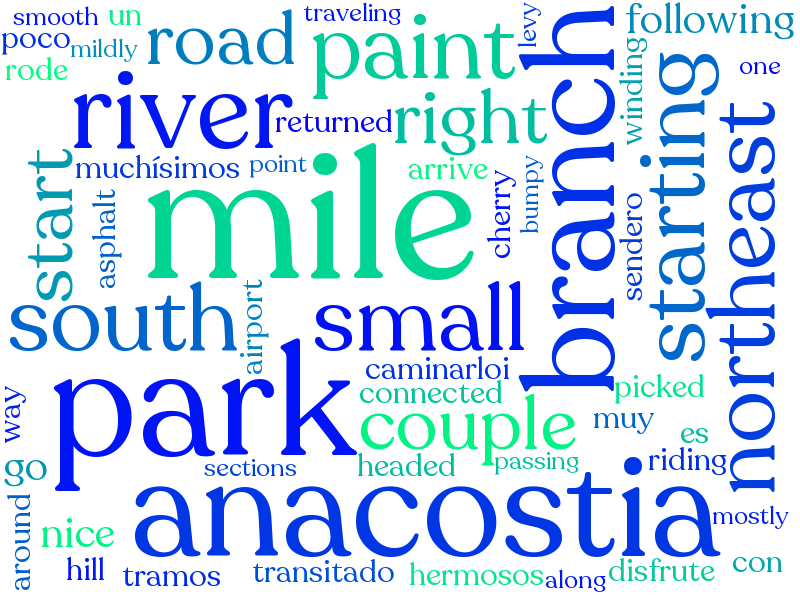 smooth
un
traveling
levy
following
poco
mildly
road
paint
rode
river
returned
right
branch
winding
one
muchísimos
point
arrive
starting
start
asphalt
mile
cherry
bumpy
sendero
northeast
south
airport
small
caminarloi
connected
park
couple
picked
way
muy
es
go
sections
headed
passing
riding
around
anacostia
mostly
nice
hill
tramos
transitado
hermosos
along
disfrute
con